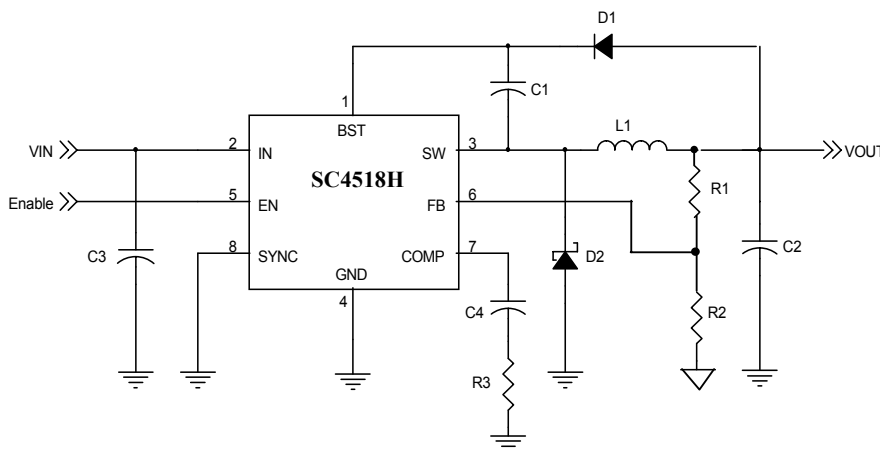 D1
C1
1
BST
L1
VIN
2
IN
SW
3
VOUT
SC4518H
R1
Enable
5
EN
FB
6
C3
8
SYNC
COMP
7
D2
C2
GND
4
C4
R2
R3